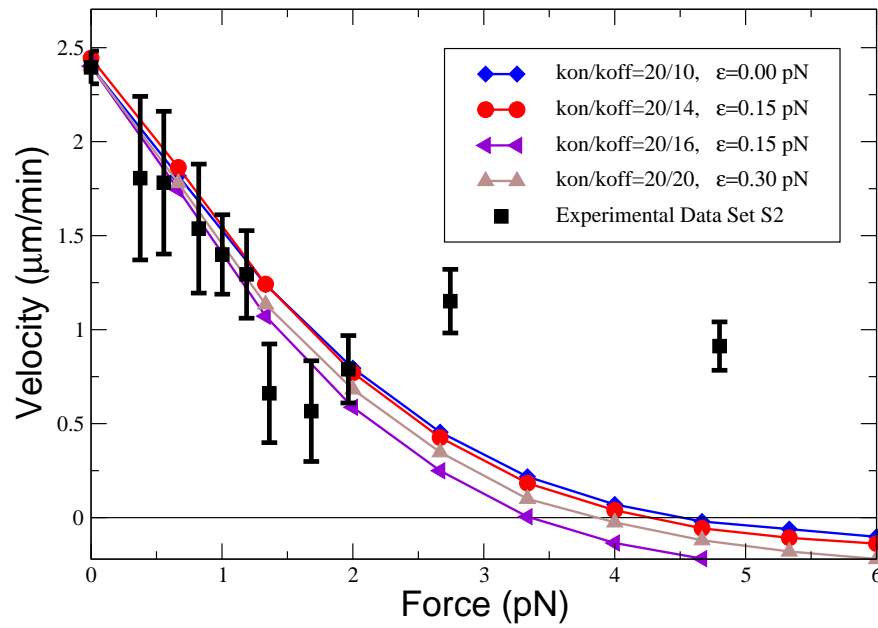 2.5
2
1.5
1
0.5
0
Velocity (μm/min)
kon/koff=20/10, ε=0.00 pN
kon/koff=20/14, ε=0.15 pN
kon/koff=20/16, ε=0.15 pN
kon/koff=20/20, ε=0.30 pN
Experimental Data Set S2
0 1 2 3 4 5 6
Force (pN)